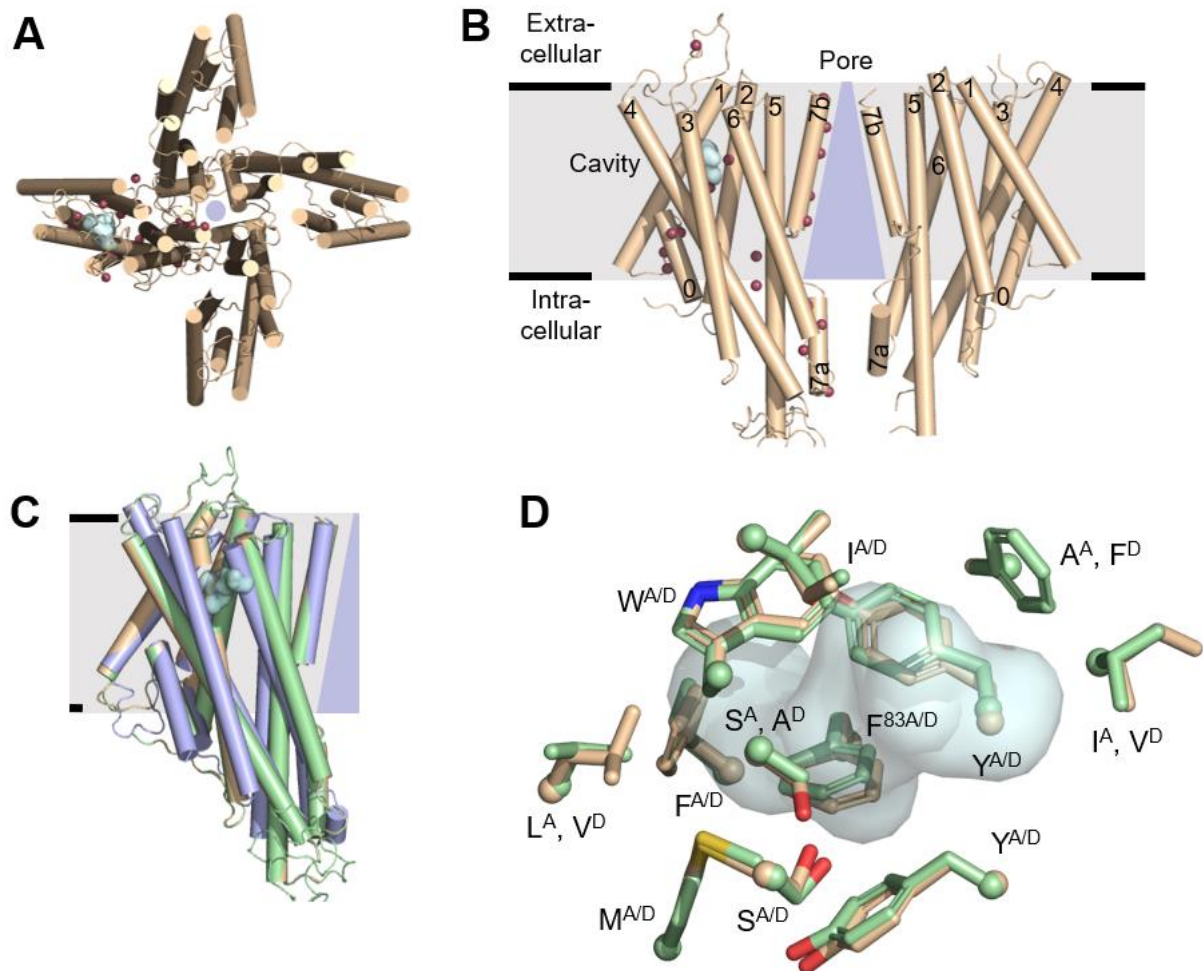 A
B
Extra-
cellular
Pore
4
1
2
3
6
5
7b
7b
5
2
1
3
4
6
Cavity
0
0
Intra-
cellular
7a
7a
C
D
I^A/D
A^A, F^D
W^A/D
S^A, A^D
F^83A/D
Y^A/D
I^A, V^D
L^A, V^D
F^A/D
Y^A/D
M^A/D
S^A/D